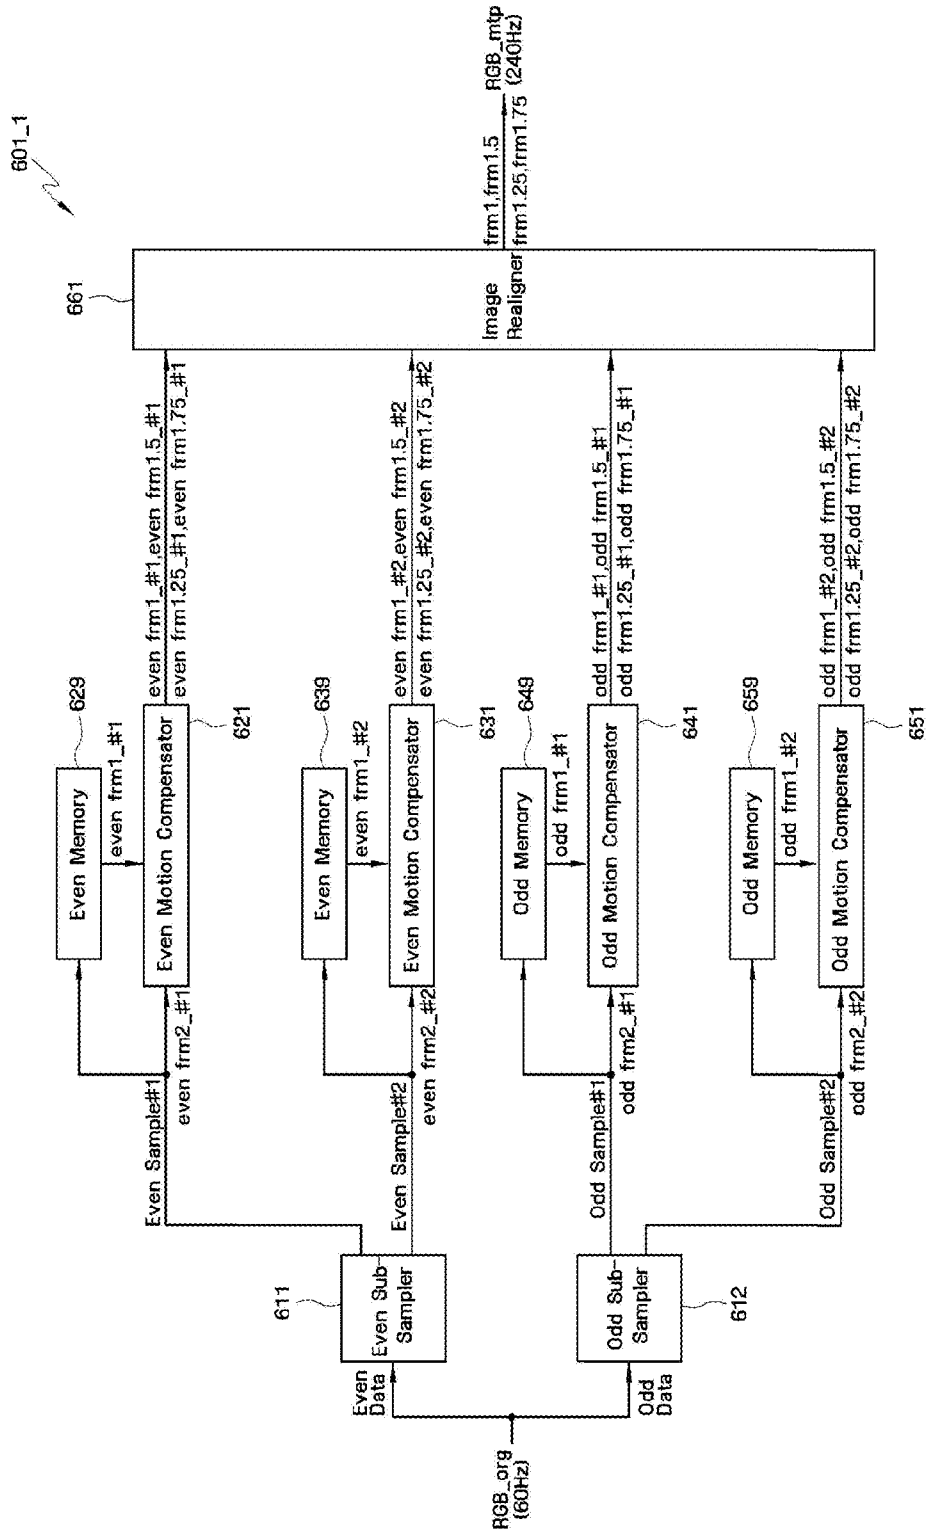 601_1
RGB_org
(60Hz)
Even
Data
Odd
Data
611
Even Sub-
Sampler
Odd Sub-
Sampler
612
Even Sample#1
even frm2_#1
Even Memory
629
even frm1_#1
Even Motion Compensator
621
even frm1_#1,even frm1.5_#1
even frm1.25_#1,even frm1.75_#1
Even Sample#2
even frm2_#2
Even Memory
639
even frm1_#2
Even Motion Compensator
631
even frm1_#2,even frm1.5_#2
even frm1.25_#2,even frm1.75_#2
Odd Sample#1
odd frm2_#1
Odd Memory
649
odd frm1_#1
Odd Motion Compensator
641
odd frm1_#1,odd frm1.5_#1
odd frm1.25_#1,odd frm1.75_#1
Odd Sample#2
odd frm2_#2
Odd Memory
659
odd frm1_#2
Odd Motion Compensator
651
odd frm1_#2,odd frm1.5_#2
odd frm1.25_#2,odd frm1.75_#2
661
Image
Realigner
frm1,frm1.5
frm1.25,frm1.75
RGB_mtp
(240Hz)